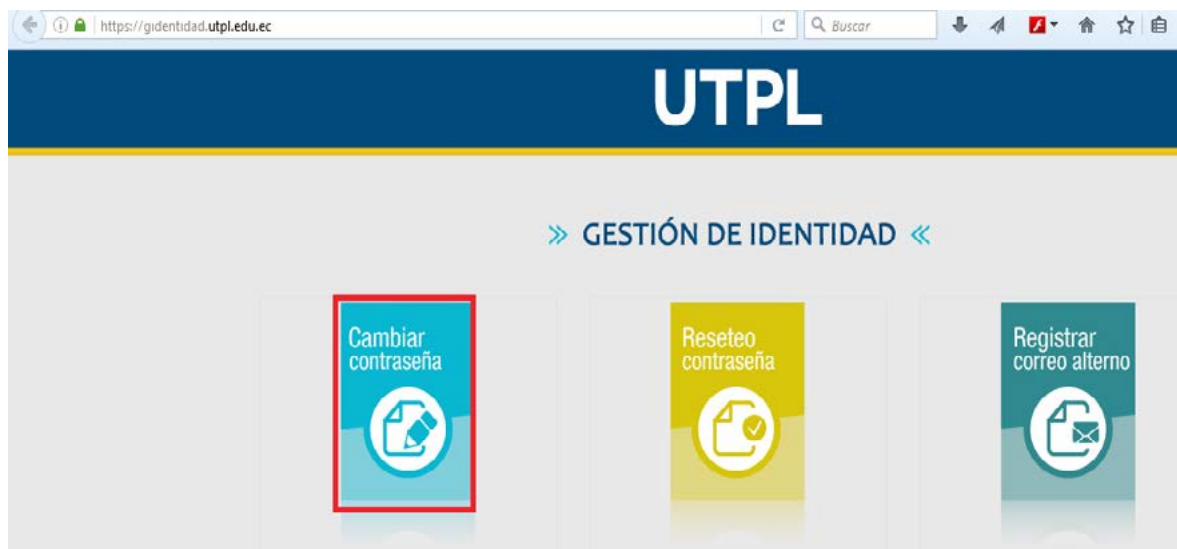 https://gidentidad.utpl.edu.ec
Buscar
UTPL
» GESTIÓN DE IDENTIDAD «
Cambiar
contraseña
Reseteo
contraseña
Registrar
correo alterno